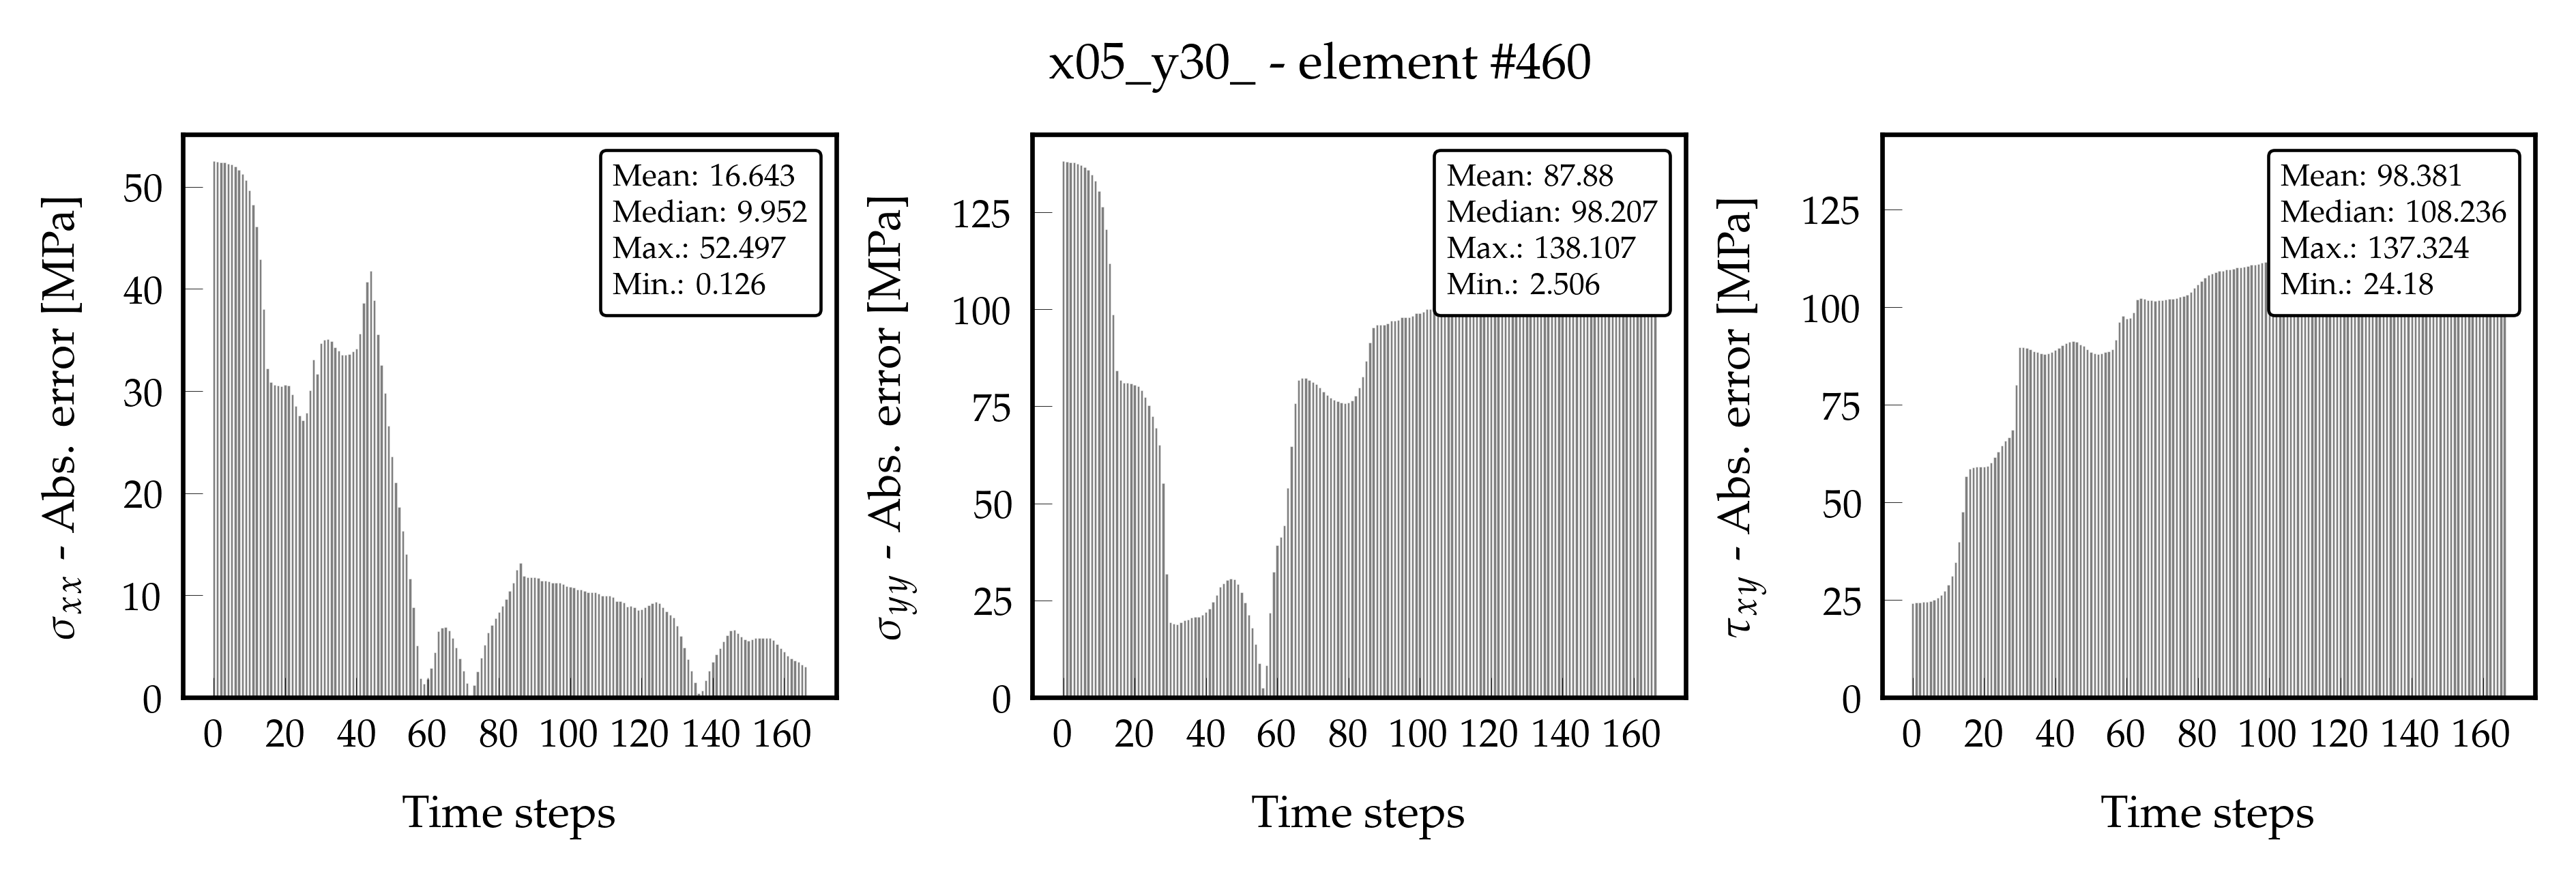 x05_y30_ - element #460
σxx - Abs. error [MPa]
50
40
30
20
10
0
Mean: 16.643
Median: 9.952
Max.: 52.497
Min.: 0.126
0 20 40 60 80 100 120 140 160
Time steps
σyy - Abs. error [MPa]
125
100
75
50
25
0
Mean: 87.88
Median: 98.207
Max.: 138.107
Min.: 2.506
0 20 40 60 80 100 120 140 160
Time steps
τxy - Abs. error [MPa]
125
100
75
50
25
0
Mean: 98.381
Median: 108.236
Max.: 137.324
Min.: 24.18
0 20 40 60 80 100 120 140 160
Time steps